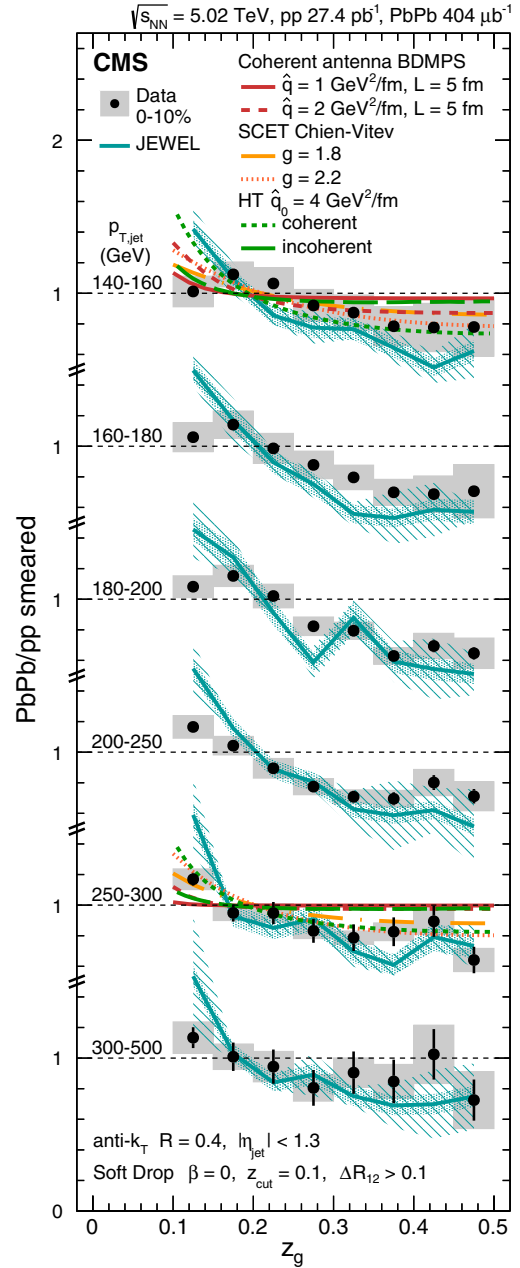 √s_NN = 5.02 TeV, pp 27.4 pb⁻¹, PbPb 404 μb⁻¹
CMS
Data
0-10%
JEWEL
Coherent antenna BDMPS
q̂ = 1 GeV²/fm, L = 5 fm
q̂ = 2 GeV²/fm, L = 5 fm
SCET Chien-Vitev
g = 1.8
g = 2.2
HT q̂₀ = 4 GeV²/fm
coherent
incoherent
2
p_T,jet
(GeV)
140-160
1
160-180
1
180-200
1
200-250
1
250-300
1
300-500
1
anti-k_T R = 0.4, |η_jet| < 1.3
Soft Drop β = 0, z_cut = 0.1, ΔR₁₂ > 0.1
0
0 0.1 0.2 0.3 0.4 0.5
z_g
PbPb/pp smeared